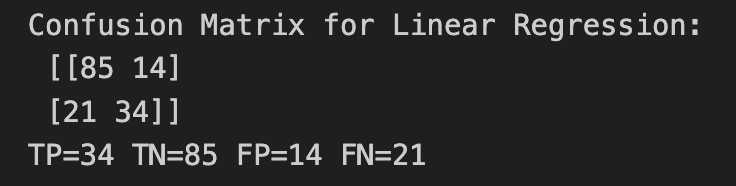 Confusion Matrix for Linear Regression:
[[85 14]
[21 34]]
TP=34 TN=85 FP=14 FN=21